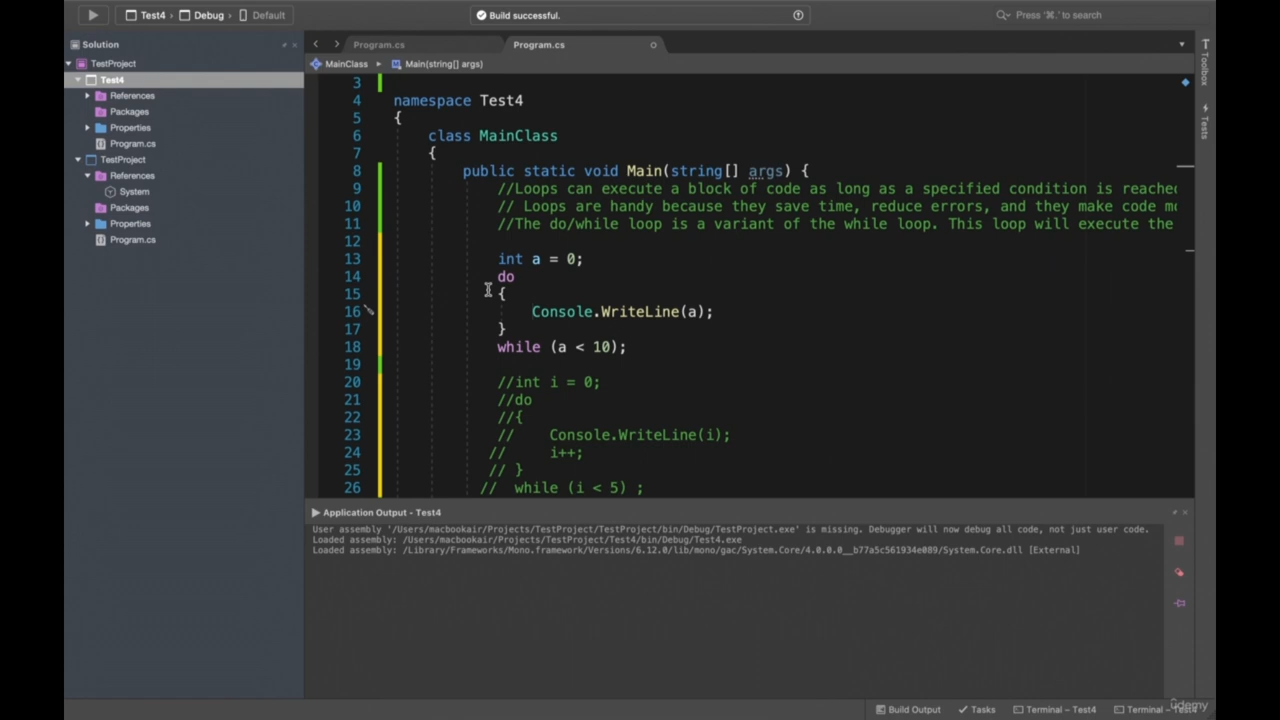 Test4 › Debug › Default
Build successful.
Press '⌘.' to search
Solution
TestProject
Test4
References
Packages
Properties
Program.cs
TestProject
References
System
Packages
Properties
Program.cs
Program.cs
Program.cs
MainClass
Main(string[] args)
3
4 namespace Test4
5 {
6 class MainClass
7 {
8 public static void Main(string[] args) {
9 //Loops can execute a block of code as long as a specified condition is reached
10 // Loops are handy because they save time, reduce errors, and they make code
11 //The do/while loop is a variant of the while loop. This loop will execute the
12
13 int a = 0;
14 do
15 {
16 Console.WriteLine(a);
17 }
18 while (a < 10);
19
20 //int i = 0;
21 //do
22 //{
23 // Console.WriteLine(i);
24 // i++;
25 // }
26 // while (i < 5) ;
Toolbox
Tests
Application Output - Test4
User assembly '/Users/macbookair/Projects/TestProject/TestProject/bin/Debug/TestProject.exe' is missing. Debugger will now debug all code, not just user code.
Loaded assembly: /Users/macbookair/Projects/TestProject/Test4/bin/Debug/Test4.exe
Loaded assembly: /Library/Frameworks/Mono.framework/Versions/6.12.0/lib/mono/gac/System.Core/4.0.0.0__b77a5c561934e089/System.Core.dll [External]
Build Output
Tasks
Terminal – Test4
Terminal – Test4
udemy